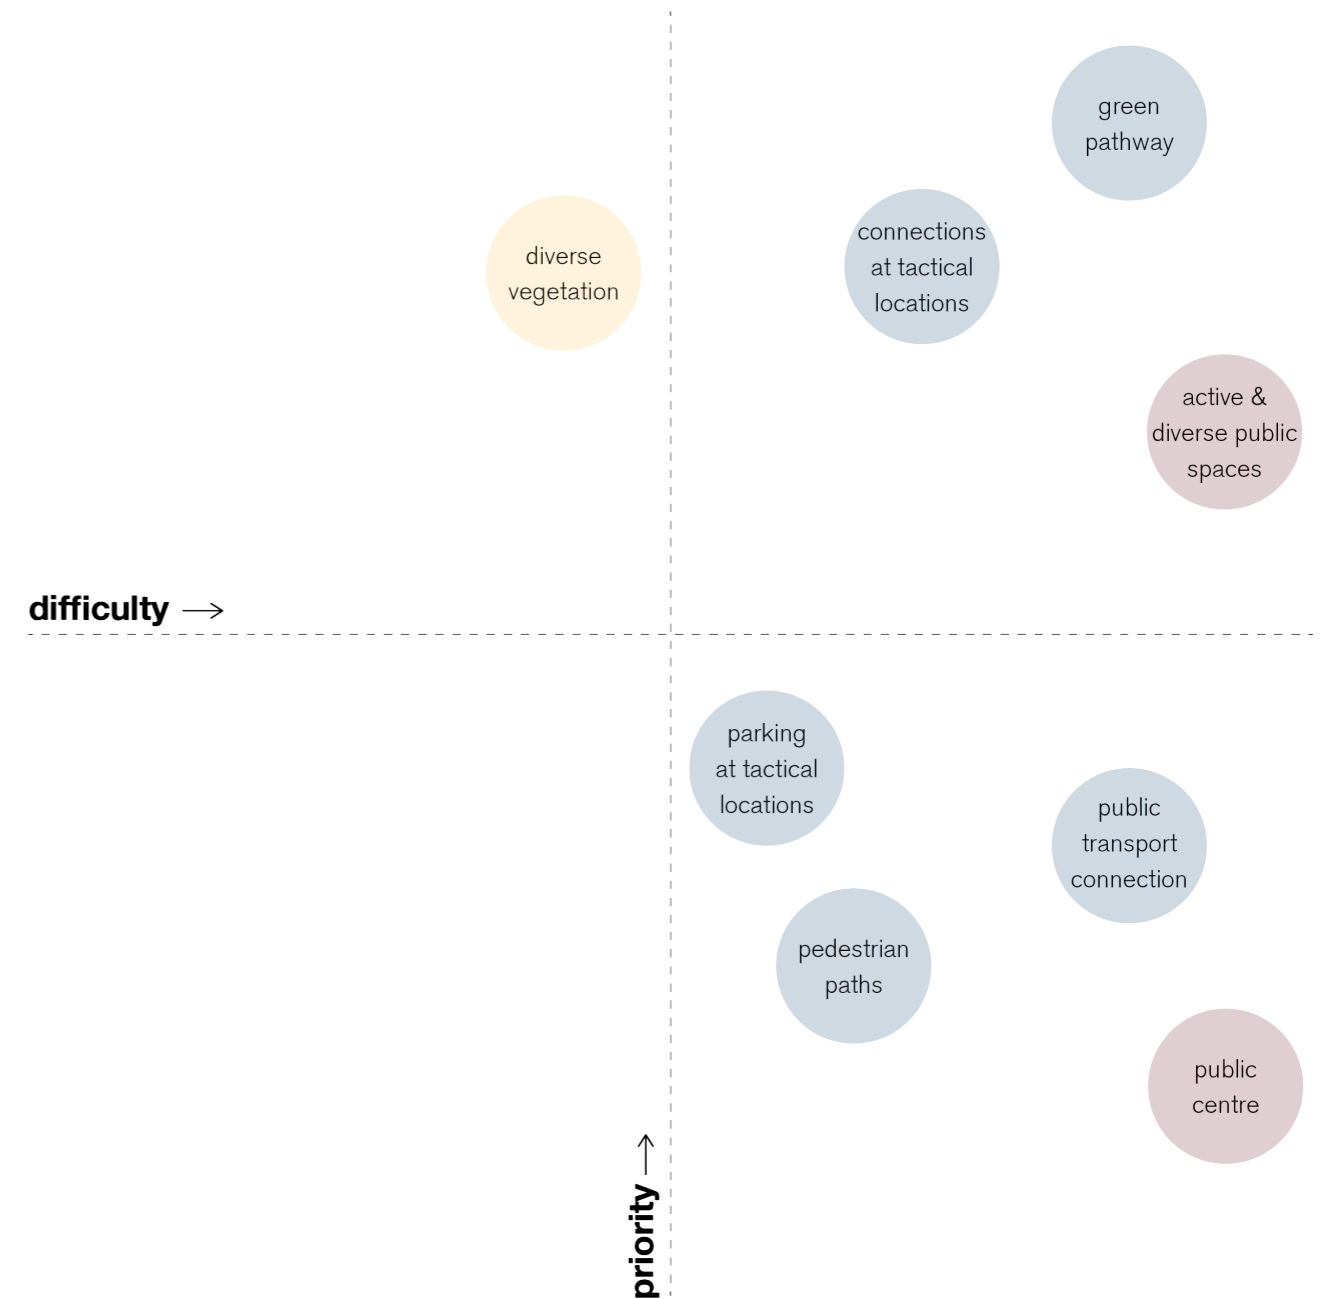 green
pathway
connections
at tactical
locations
diverse
vegetation
active &
diverse public
spaces
difficulty
parking
at tactical
locations
public
transport
connection
pedestrian
paths
public
centre
priority